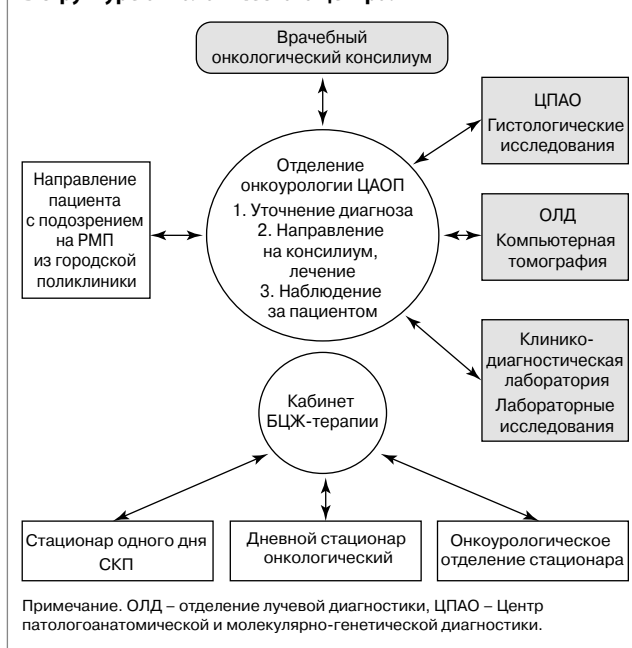 Врачебный
онкологический консилиум
ЦПАО
Гистологические
исследования
Направление
пациента
с подозрением
на РМП
из городской
поликлиники
Отделение
онкоурологии ЦАОП
1. Уточнение диагноза
2. Направление
на консилиум,
лечение
3. Наблюдение
за пациентом
ОЛД
Компьютерная
томография
Клинико-
диагностическая
лаборатория
Лабораторные
исследования
Кабинет
БЦЖ-терапии
Стационар одного дня
СКП
Дневной стационар
онкологический
Онкоурологическое
отделение стационара
Примечание. ОЛД – отделение лучевой диагностики, ЦПАО – Центр
патологоанатомической и молекулярно-генетической диагностики.